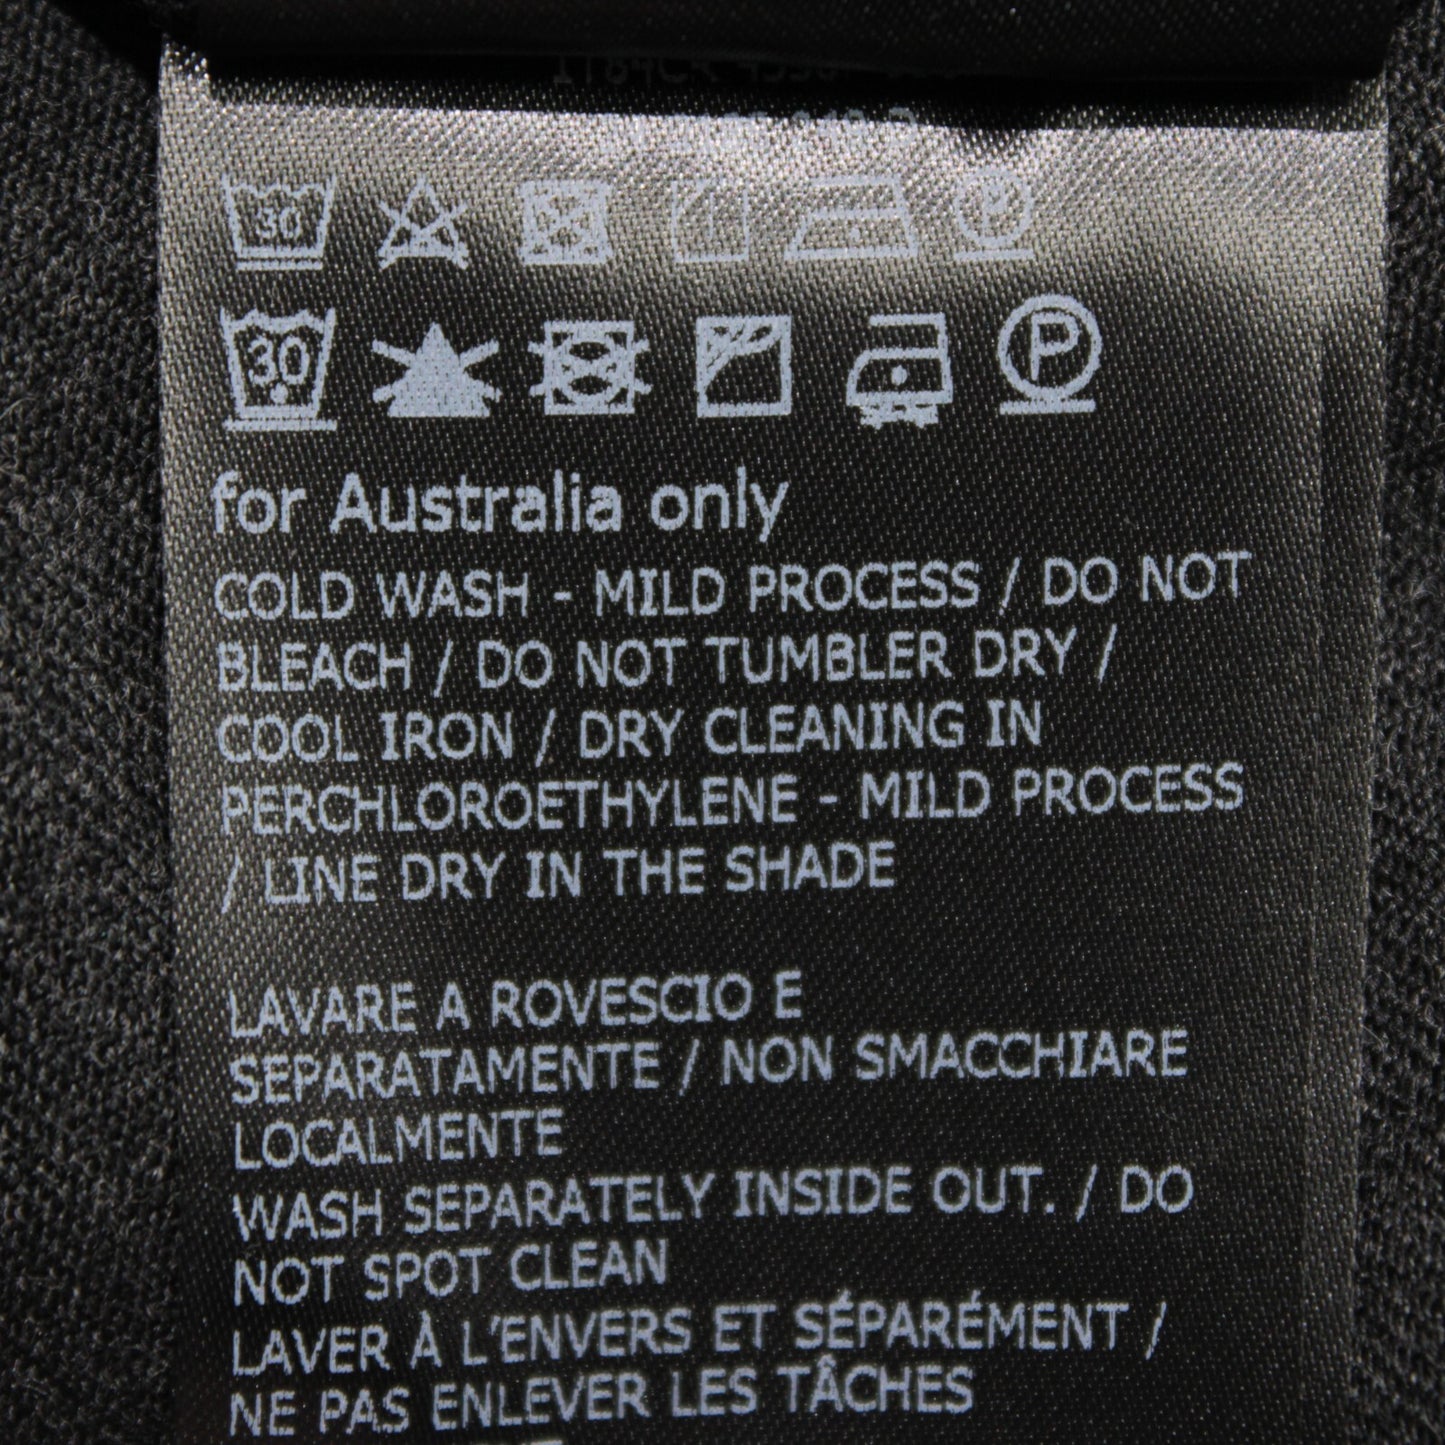 30 P
30 P
for Australia only
COLD WASH - MILD PROCESS / DO NOT
BLEACH / DO NOT TUMBLER DRY /
COOL IRON / DRY CLEANING IN
PERCHLOROETHYLENE - MILD PROCESS
/ LINE DRY IN THE SHADE
LAVARE A ROVESCIO E
SEPARATAMENTE / NON SMACCHIARE
LOCALMENTE
WASH SEPARATELY INSIDE OUT. / DO
NOT SPOT CLEAN
LAVER À L'ENVERS ET SÉPARÉMENT /
NE PAS ENLEVER LES TÂCHES